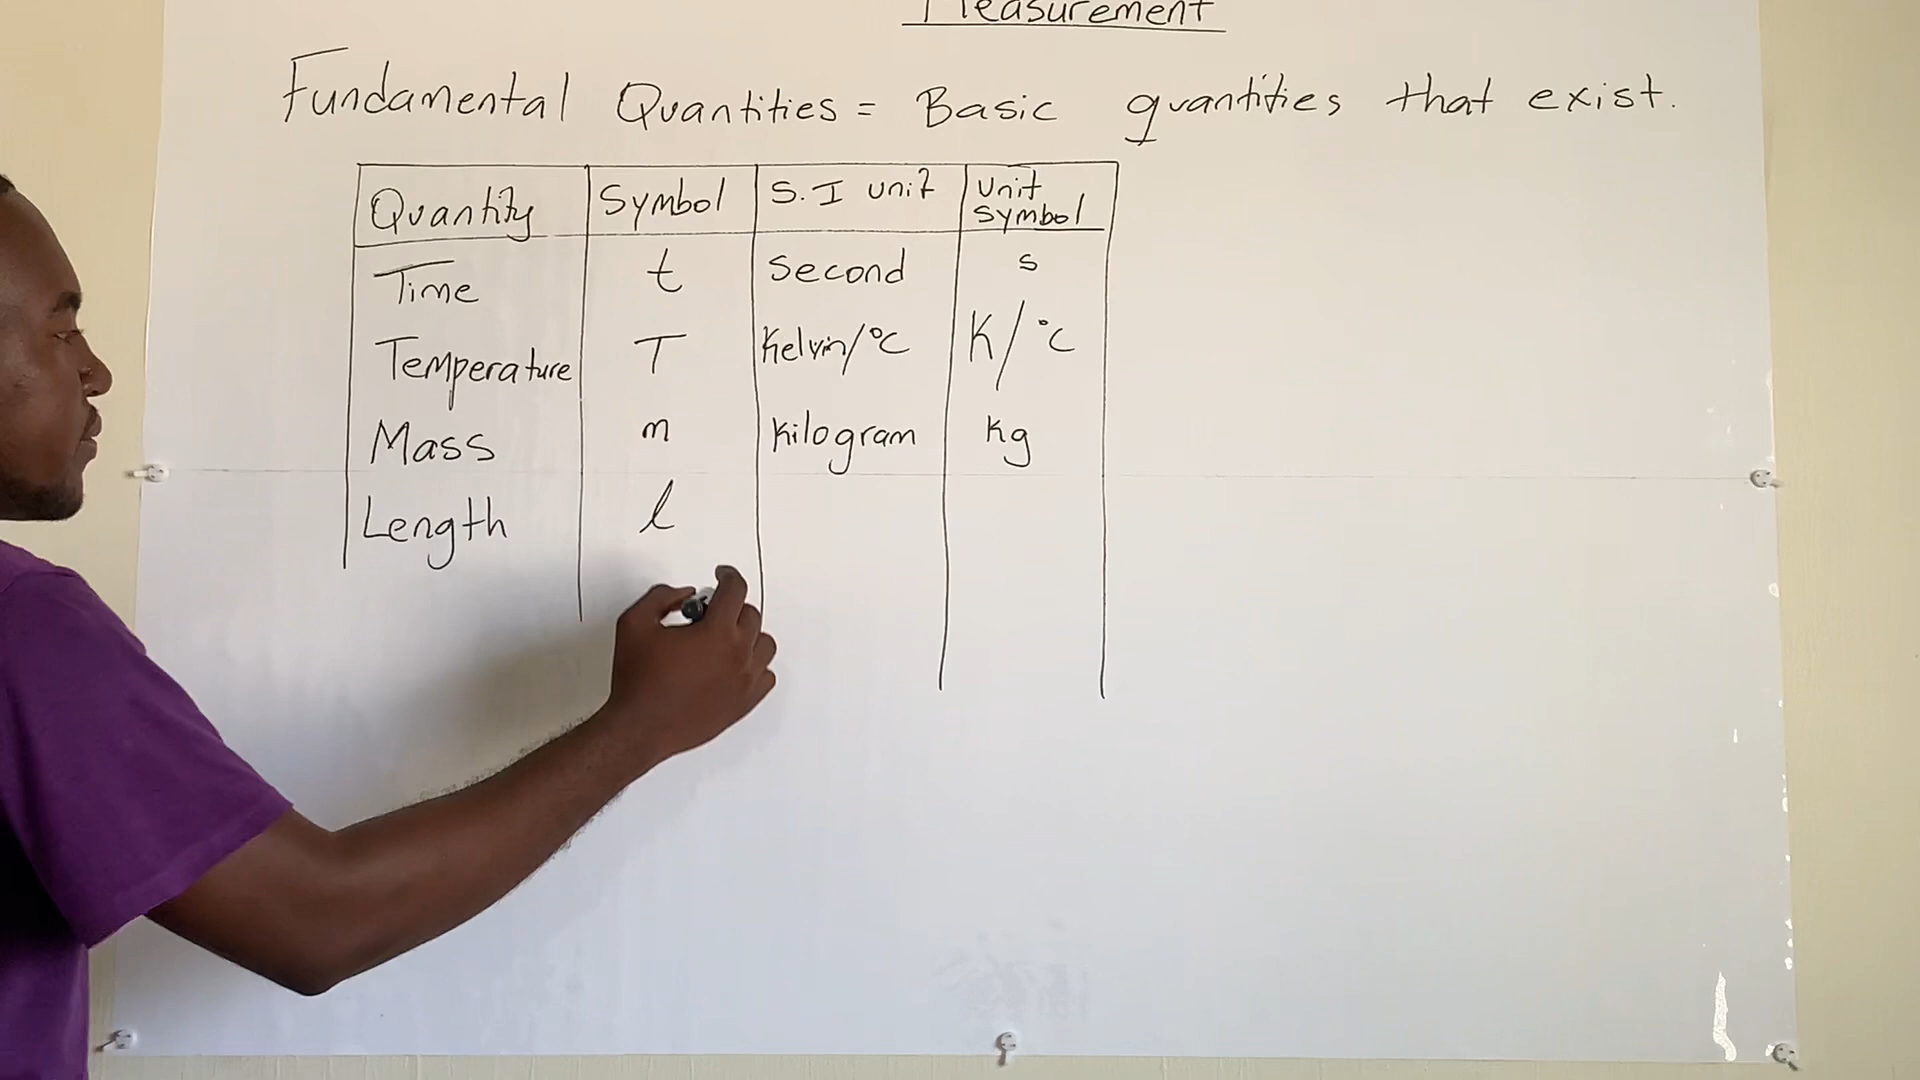 Measurement
Fundamental Quantities = Basic quantities that exist.
Quantity Symbol S.I unit Unit symbol
Time t second s
Temperature T Kelvin/°C K/°C
Mass m kilogram kg
Length l